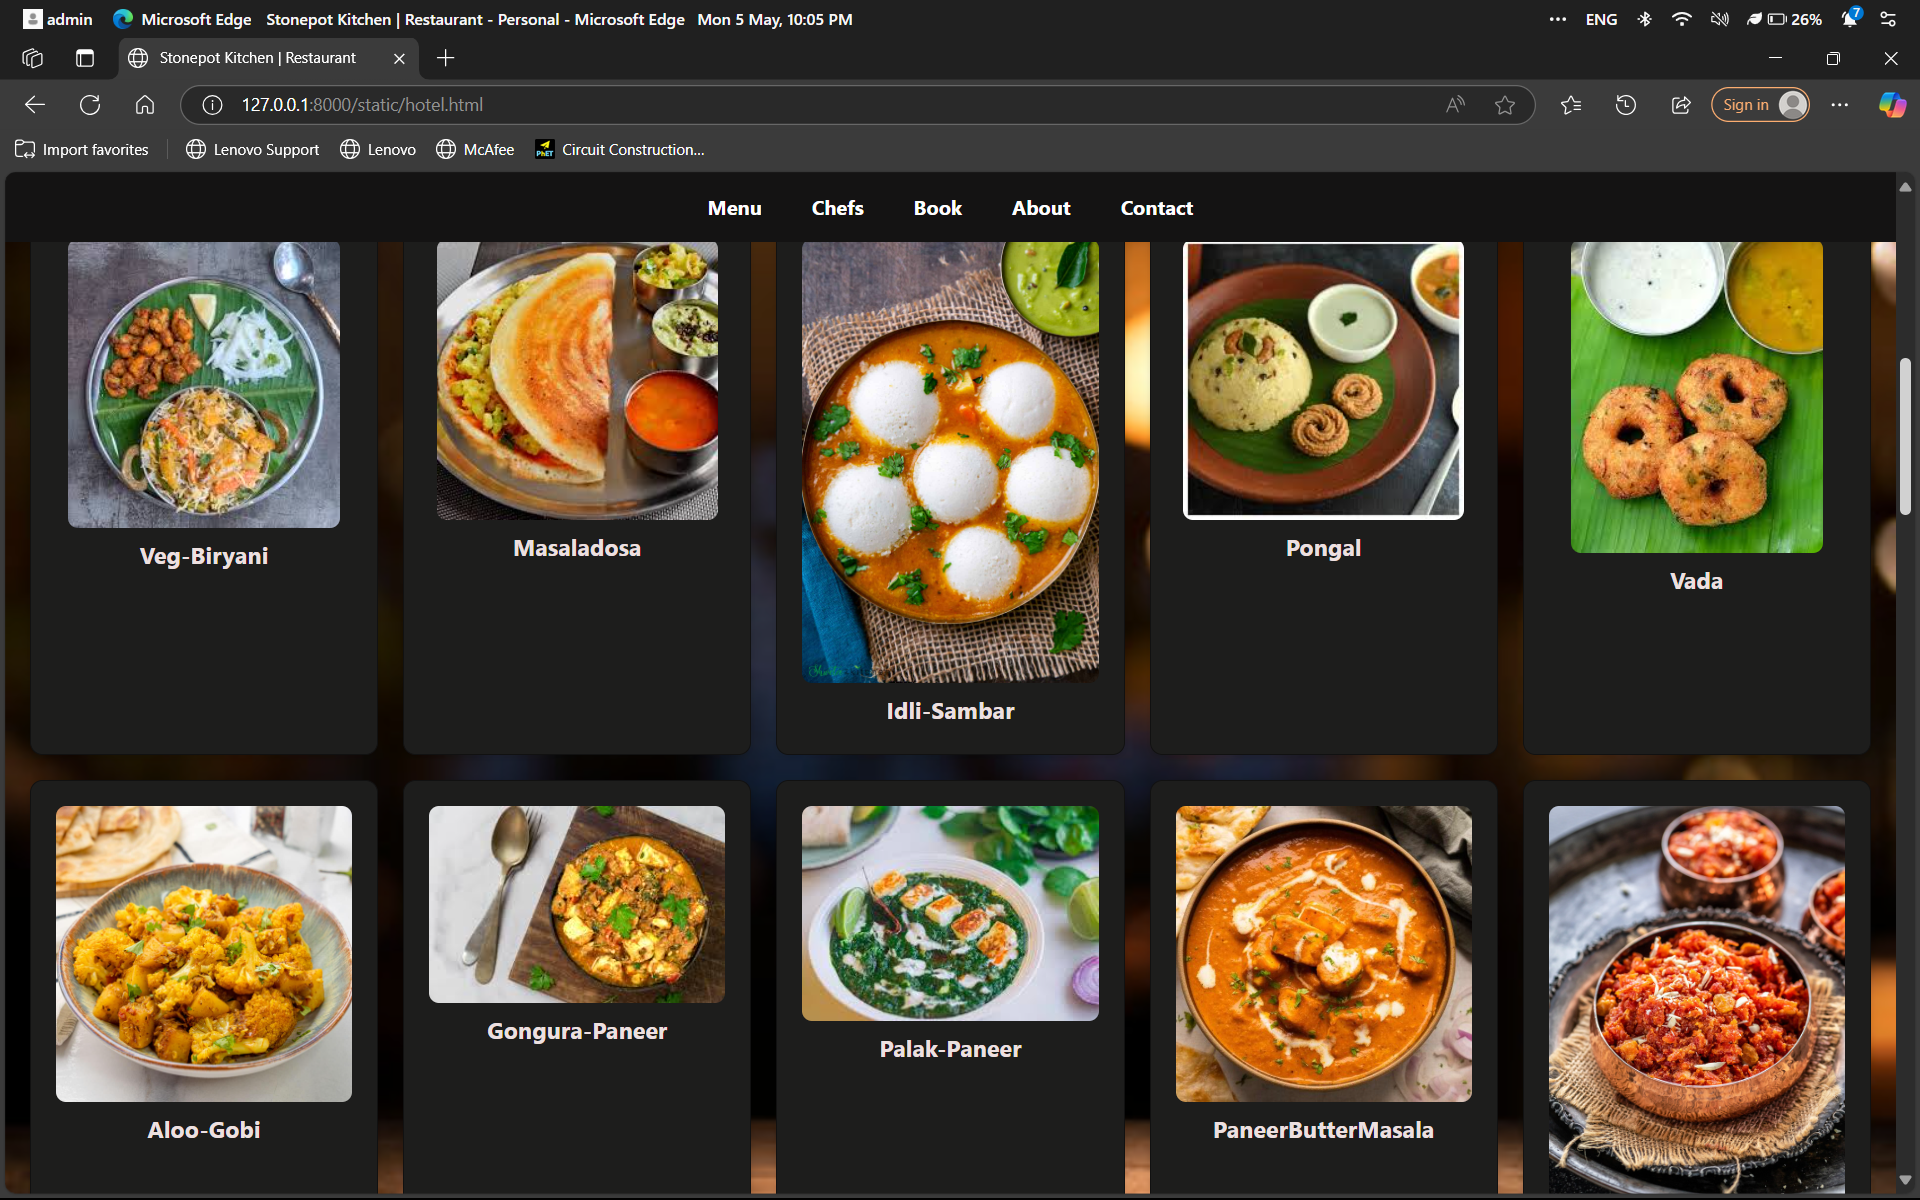 admin Microsoft Edge Stonepot Kitchen | Restaurant - Personal - Microsoft Edge Mon 5 May, 10:05 PM ENG 26% 7
Stonepot Kitchen | Restaurant
127.0.0.1:8000/static/hotel.html Sign in
Import favorites Lenovo Support Lenovo McAfee PhET Circuit Construction...
Menu Chefs Book About Contact
Veg-Biryani
Masaladosa
Idli-Sambar
Pongal
Vada
Aloo-Gobi
Gongura-Paneer
Palak-Paneer
PaneerButterMasala